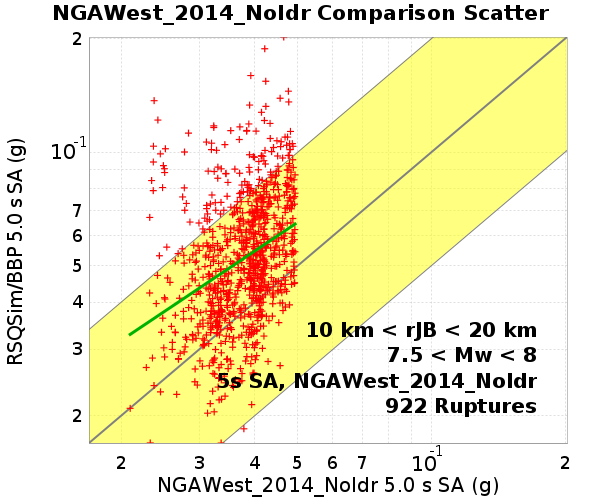 NGAWest_2014_NoIdr Comparison Scatter
RSQSim/BBP 5.0 s SA (g)
2
10-1
7
6
5
4
3
2
10 km < rJB < 20 km
7.5 < Mw < 8
5s SA, NGAWest_2014_NoIdr
922 Ruptures
2 3 4 5 6 7 10-1 2
NGAWest_2014_NoIdr 5.0 s SA (g)